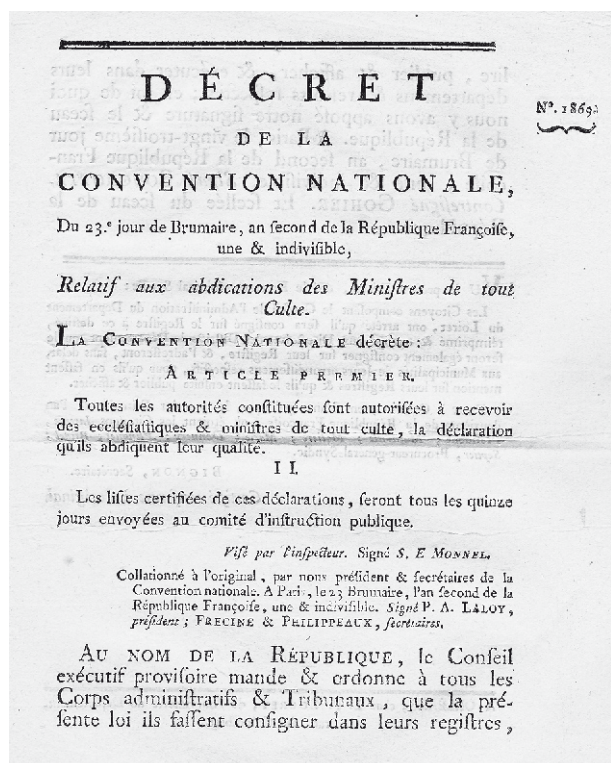 DÉCRET
Nº. 1869.
DE LA
CONVENTION NATIONALE,
Du 23.e jour de Brumaire, an ſecond de la République Françoiſe,
une & indiviſible,
Relatif aux abdications des Miniſtres de tout
Culte.
LA CONVENTION NATIONALE décrète :
ARTICLE PREMIER.
Toutes les autorités conſtituées ſont autoriſées à recevoir
des eccléſiaſtiques & miniſtres de tout culte, la déclaration
qu'ils abdiquent leur qualité.
II.
Les liſtes certifiées de ces déclarations, ſeront tous les quinze
jours envoyées au comité d'inſtruction publique.
Viſé par l'inſpecteur. Signé S. E MONNEL.
Collationné à l'original, par nous préſident & ſecrétaires de la
Convention nationale. A Paris, le 23 Brumaire, l'an ſecond de la
République Françoiſe, une & indiviſible. Signé P. A. LALOY,
préſident ; FRECINE & PHILIPPEAUX, ſecrétaires.
AU NOM DE LA RÉPUBLIQUE, le Conſeil
exécutif proviſoire mande & ordonne à tous les
Corps adminiſtratifs & Tribunaux, que la pré-
ſente loi ils faſſent conſigner dans leurs regiſtres,